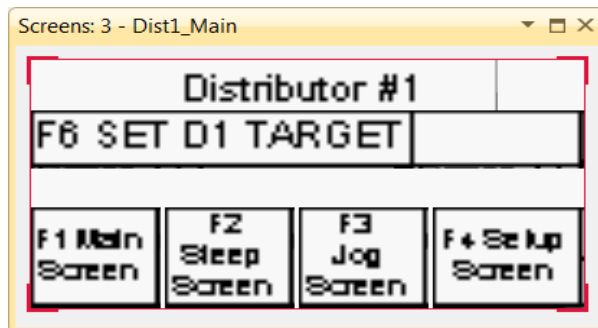 Screens: 3 - Dist1_Main
Distributor #1
F6 SET D1 TARGET
F1 Main
Screen
F2
Sleep
Screen
F3
Jog
Screen
F4 Setup
Screen